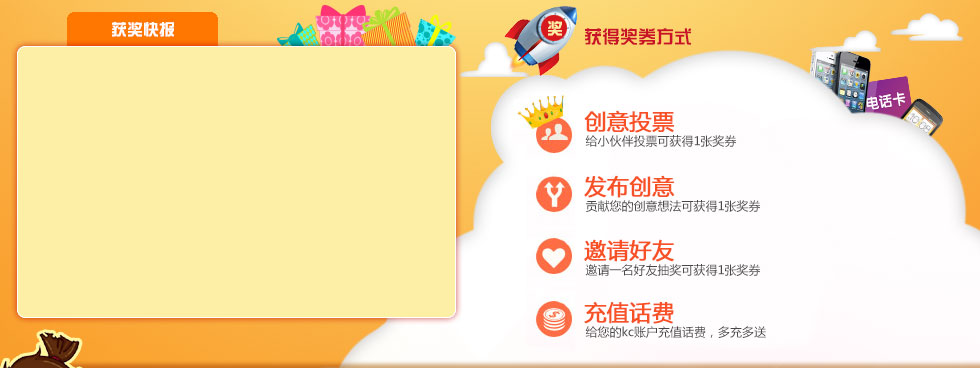 获奖快报
奖
获得奖券方式
电话卡
创意投票
给小伙伴投票可获得1张奖券
发布创意
贡献您的创意想法可获得1张奖券
邀请好友
邀请一名好友抽奖可获得1张奖券
充值话费
给您的kc账户充值话费，多充多送